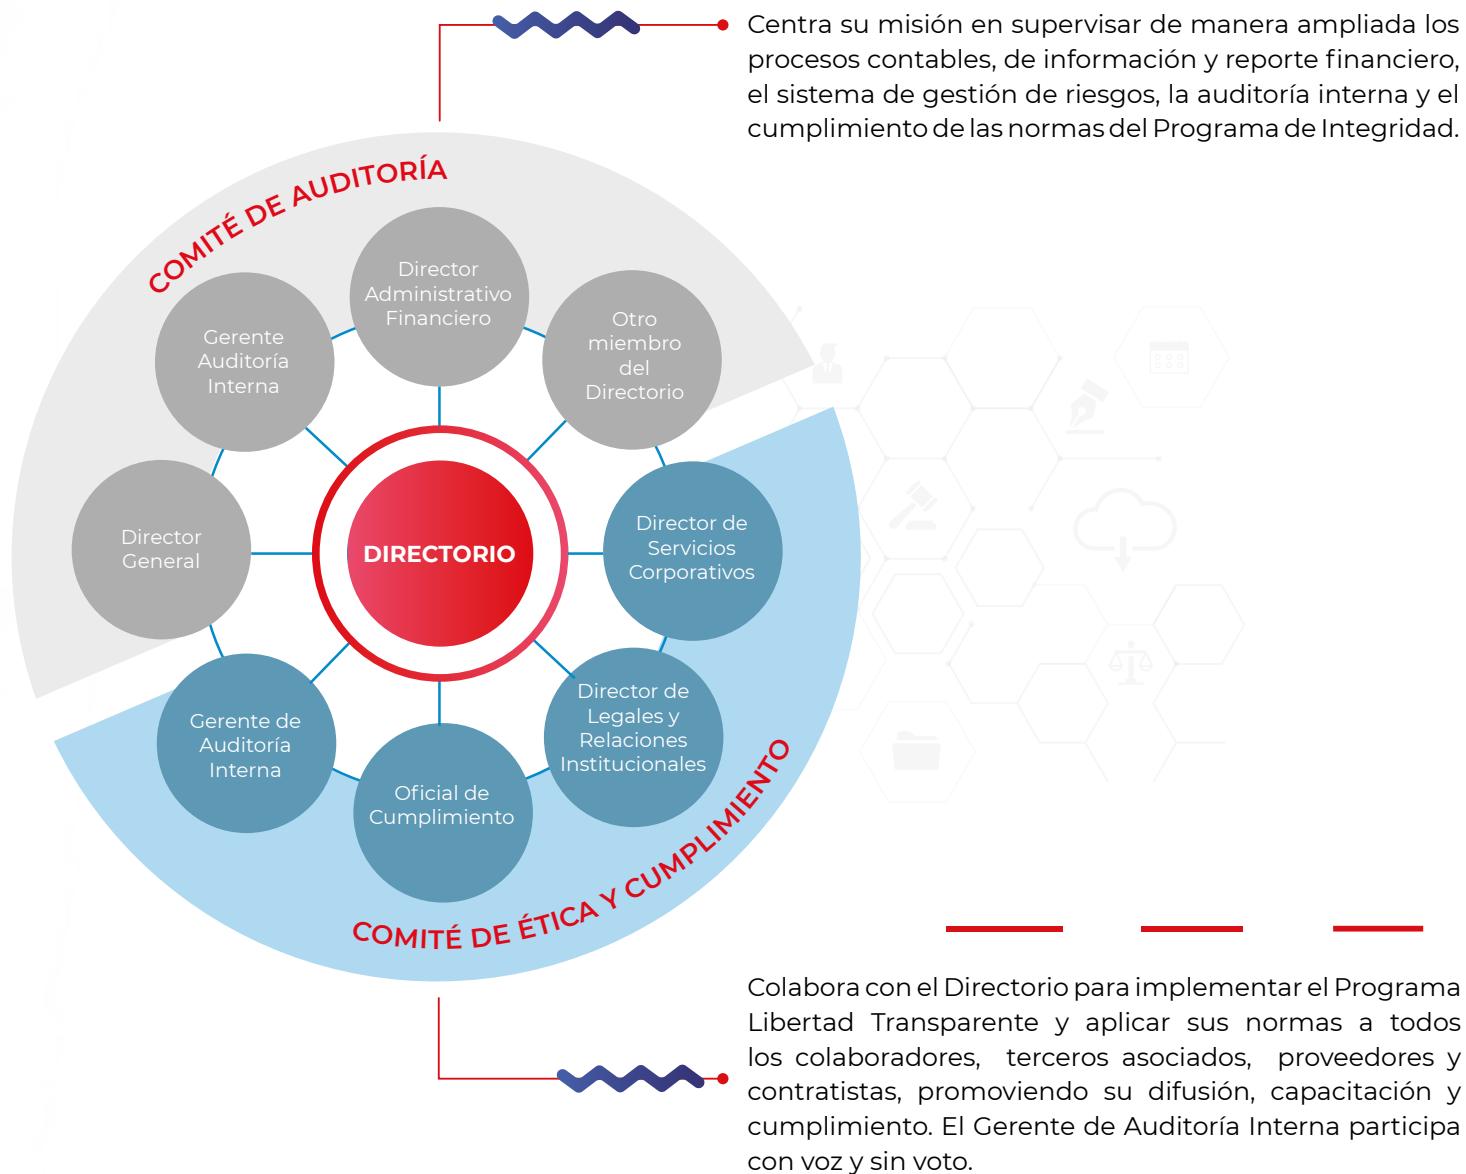 Centra su misión en supervisar de manera ampliada los
procesos contables, de información y reporte financiero,
el sistema de gestión de riesgos, la auditoría interna y el
cumplimiento de las normas del Programa de Integridad.
COMITÉ DE AUDITORÍA
Director
Administrativo
Financiero
Gerente
Auditoría
Interna
Otro
miembro
del
Directorio
Director
General
DIRECTORIO
Director de
Servicios
Corporativos
Gerente de
Auditoría
Interna
Oficial de
Cumplimiento
Director de
Legales y
Relaciones
Institucionales
COMITÉ DE ÉTICA Y CUMPLIMIENTO
Colabora con el Directorio para implementar el Programa
Libertad Transparente y aplicar sus normas a todos
los colaboradores, terceros asociados, proveedores y
contratistas, promoviendo su difusión, capacitación y
cumplimiento. El Gerente de Auditoría Interna participa
con voz y sin voto.